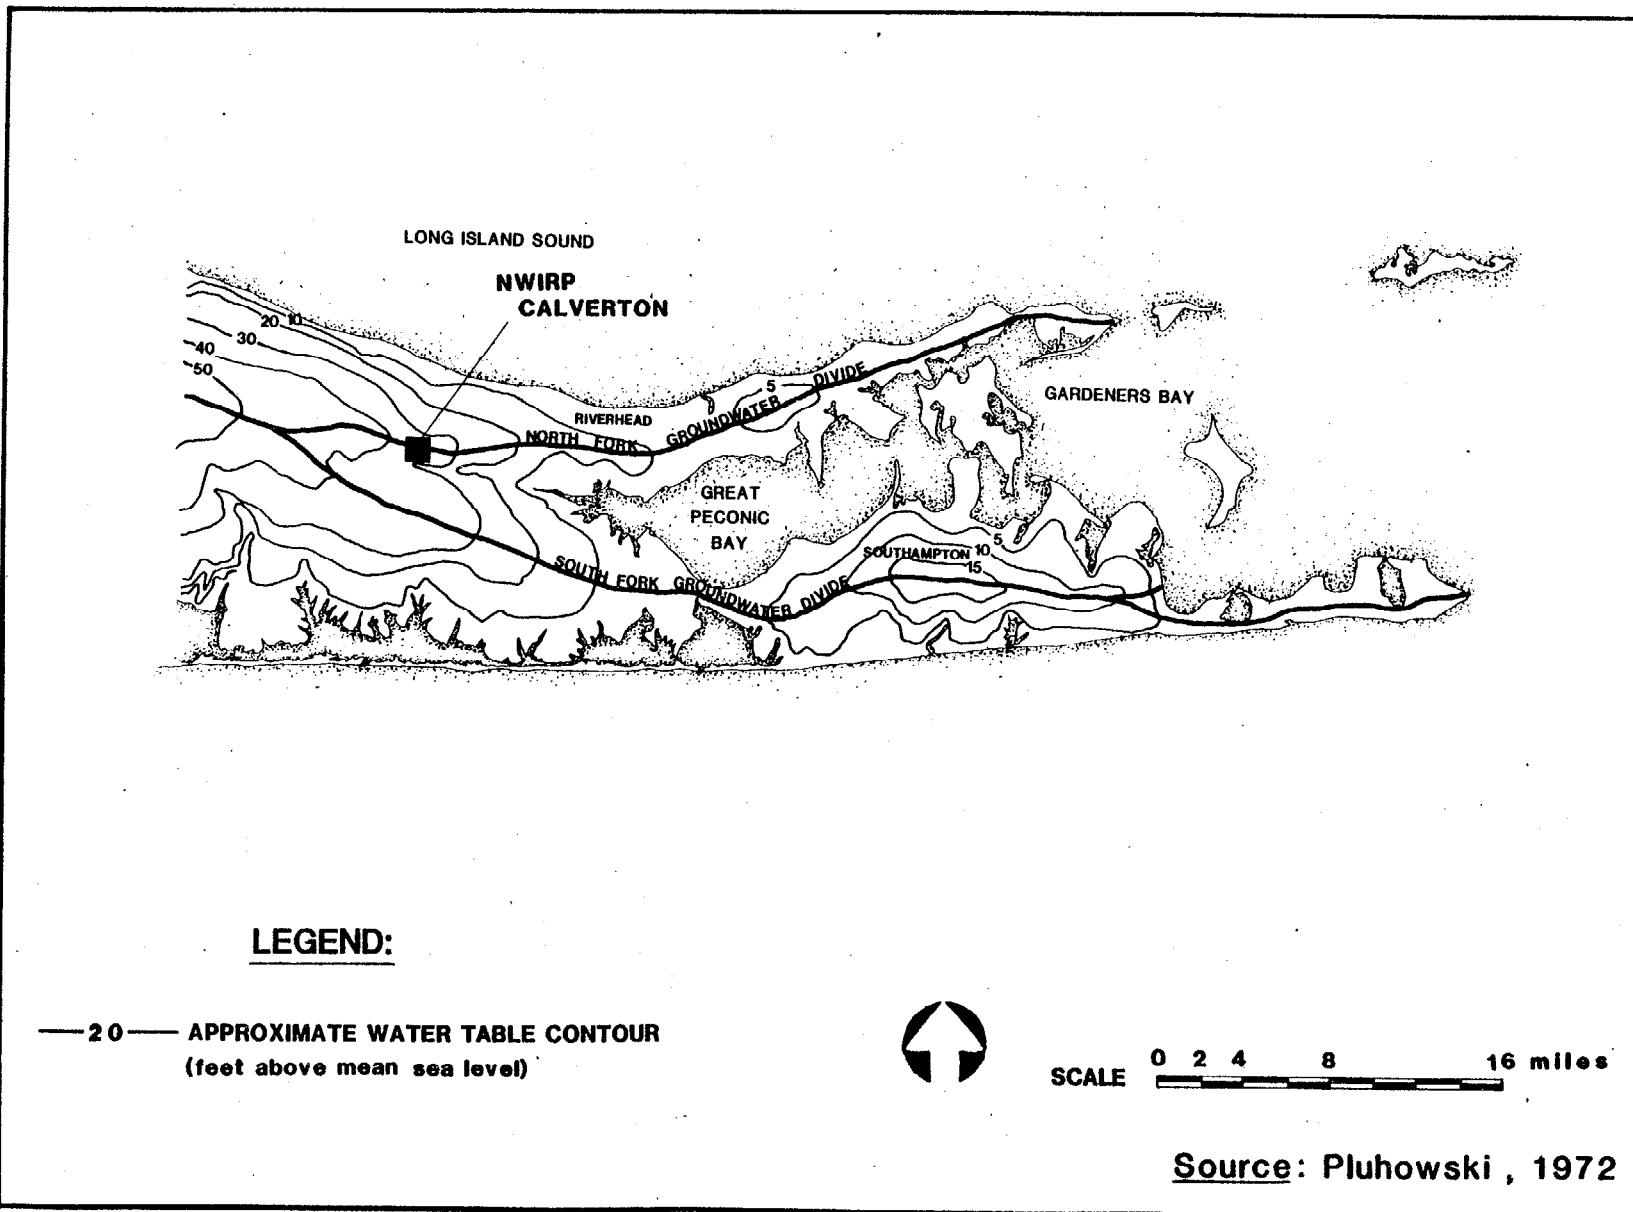 LONG ISLAND SOUND
NWIRP
CALVERTON
20 10
30
40
50
5
RIVERHEAD
NORTH FORK GROUNDWATER DIVIDE
GARDENERS BAY
GREAT
PECONIC
BAY
5
SOUTHAMPTON 10
15
SOUTH FORK GROUNDWATER DIVIDE
LEGEND:
20 APPROXIMATE WATER TABLE CONTOUR
(feet above mean sea level)
SCALE 0 2 4 8 16 miles
Source: Pluhowski , 1972